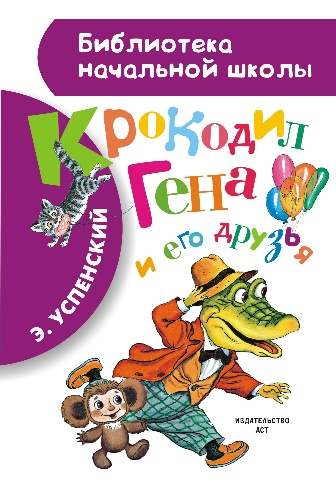 Библиотека
начальной школы
Крокодил
Гена
и его друзья
Э. УСПЕНСКИЙ
ИЗДАТЕЛЬСТВО
АСТ